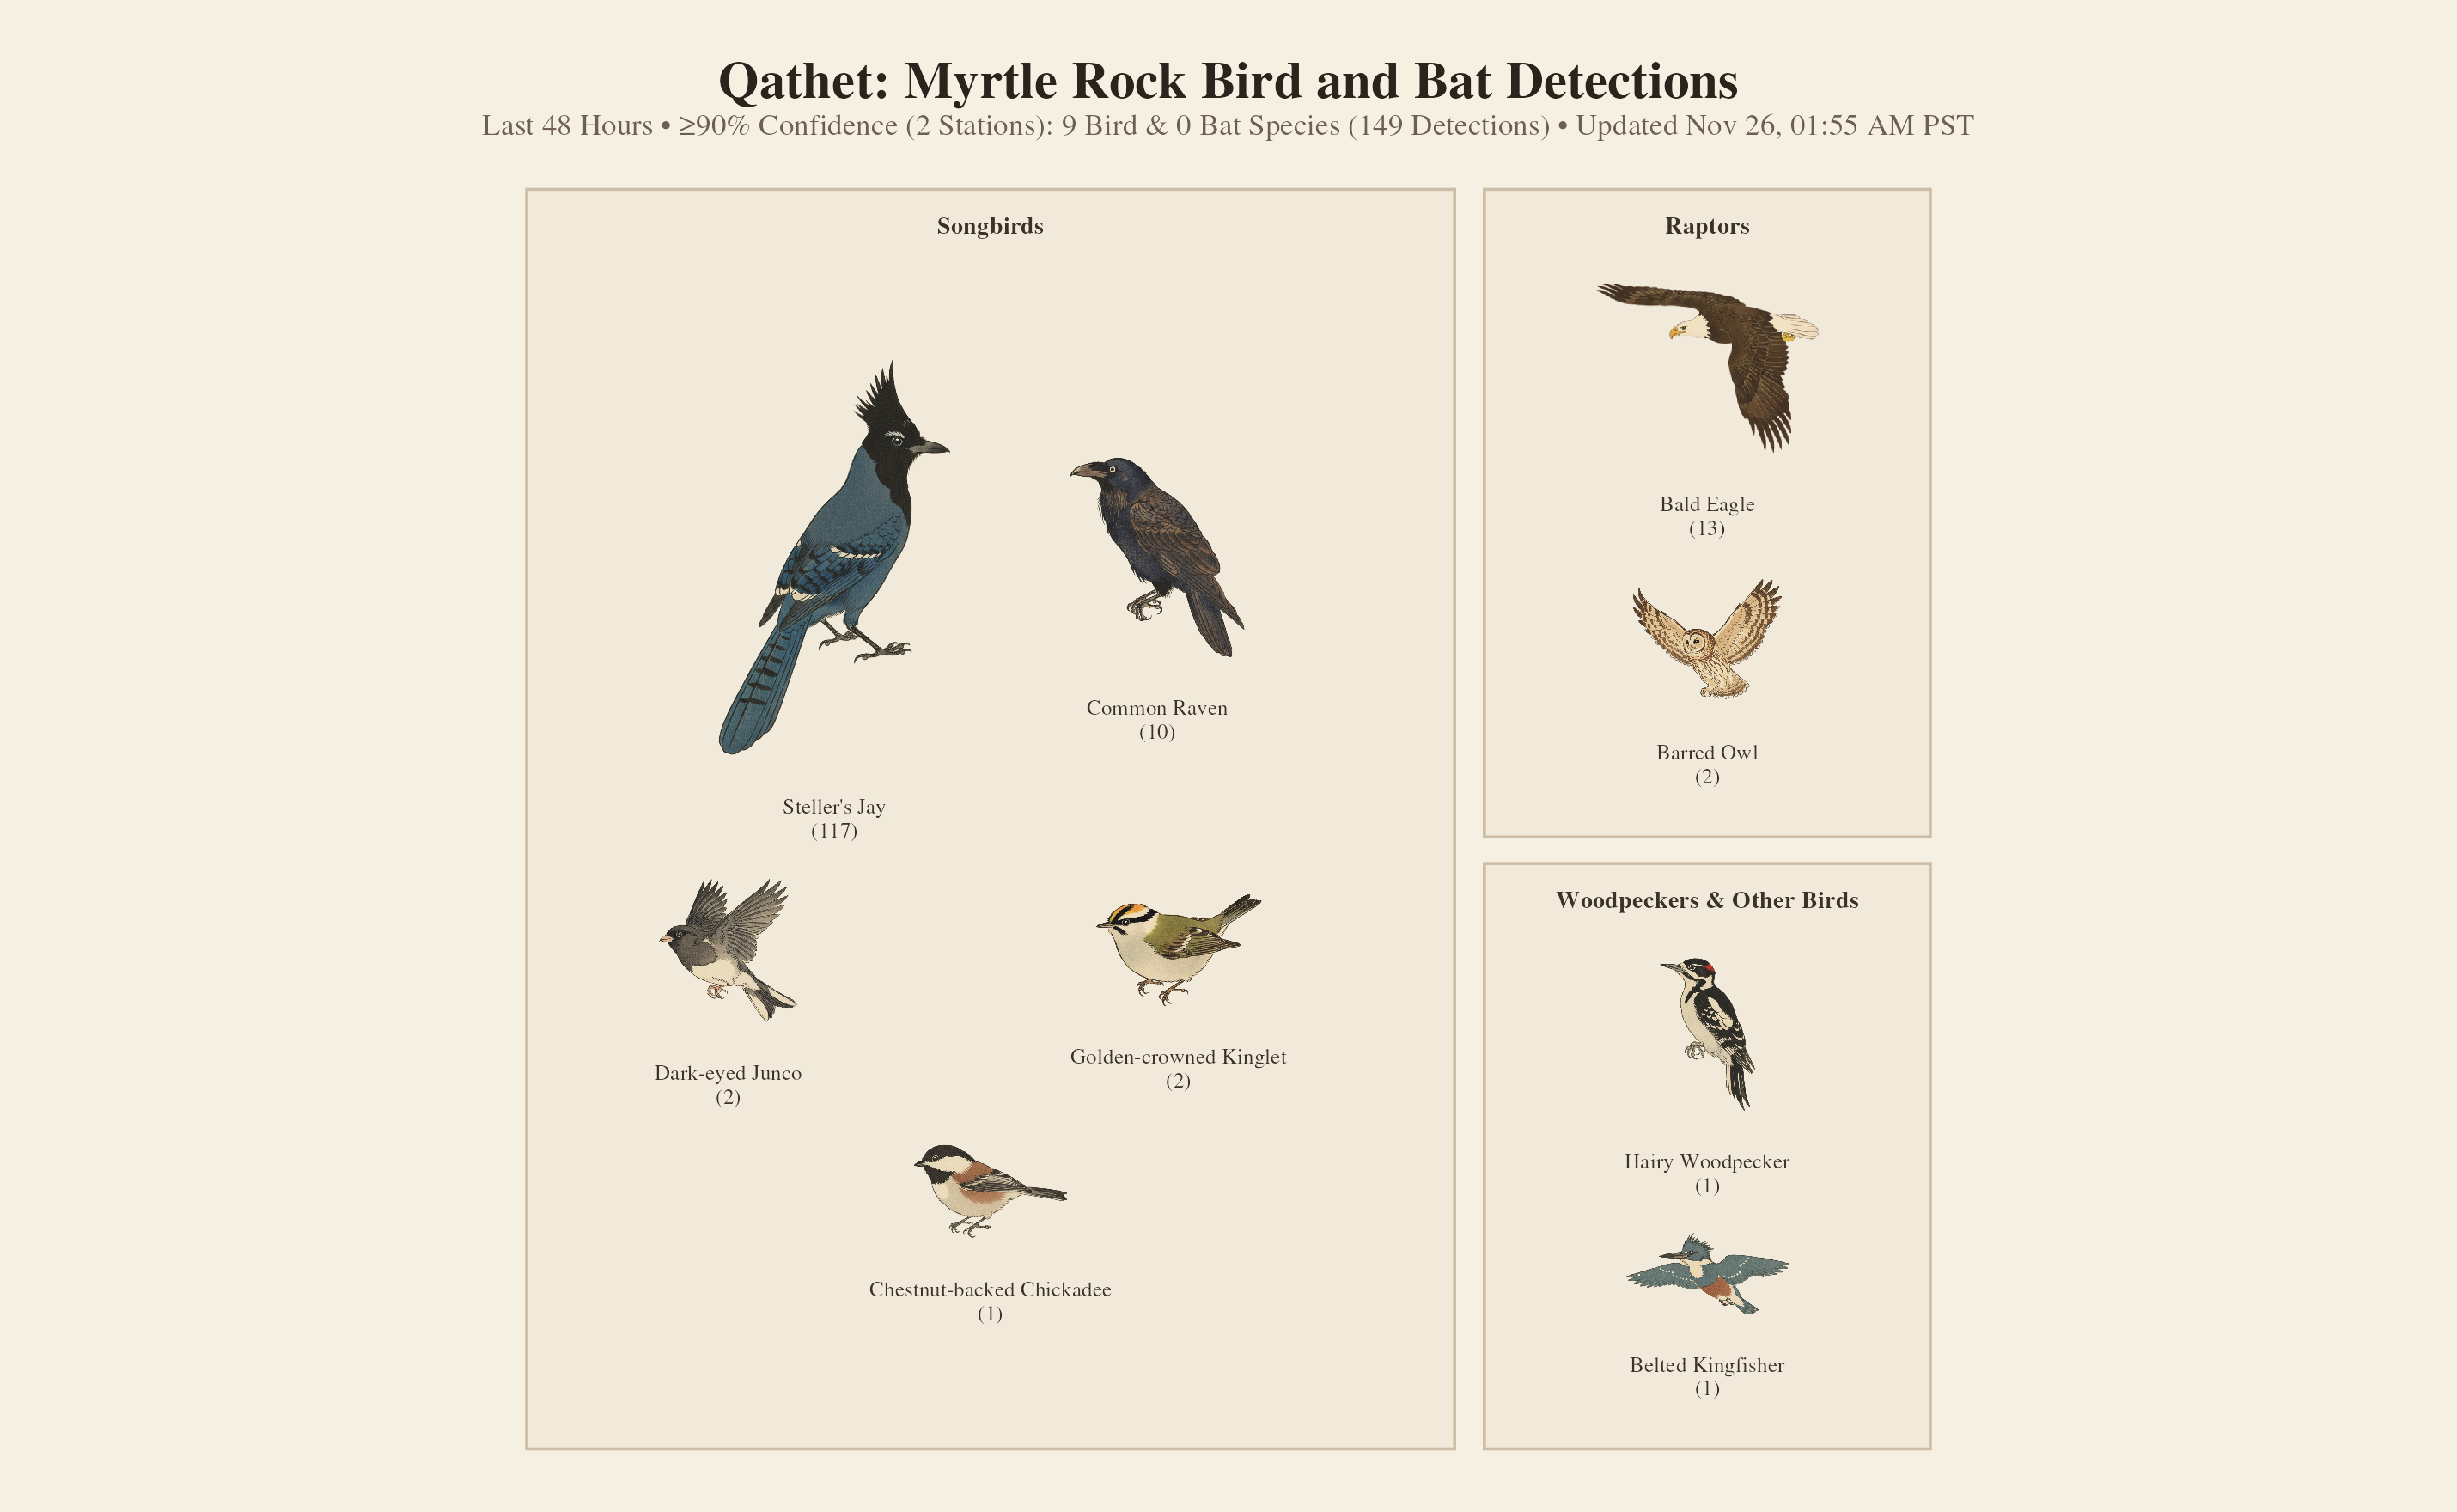 Qathet: Myrtle Rock Bird and Bat Detections
Last 48 Hours • ≥90% Confidence (2 Stations): 9 Bird & 0 Bat Species (149 Detections) • Updated Nov 26, 01:55 AM PST
Songbirds
Steller's Jay
(117)
Common Raven
(10)
Dark-eyed Junco
(2)
Golden-crowned Kinglet
(2)
Chestnut-backed Chickadee
(1)
Raptors
Bald Eagle
(13)
Barred Owl
(2)
Woodpeckers & Other Birds
Hairy Woodpecker
(1)
Belted Kingfisher
(1)